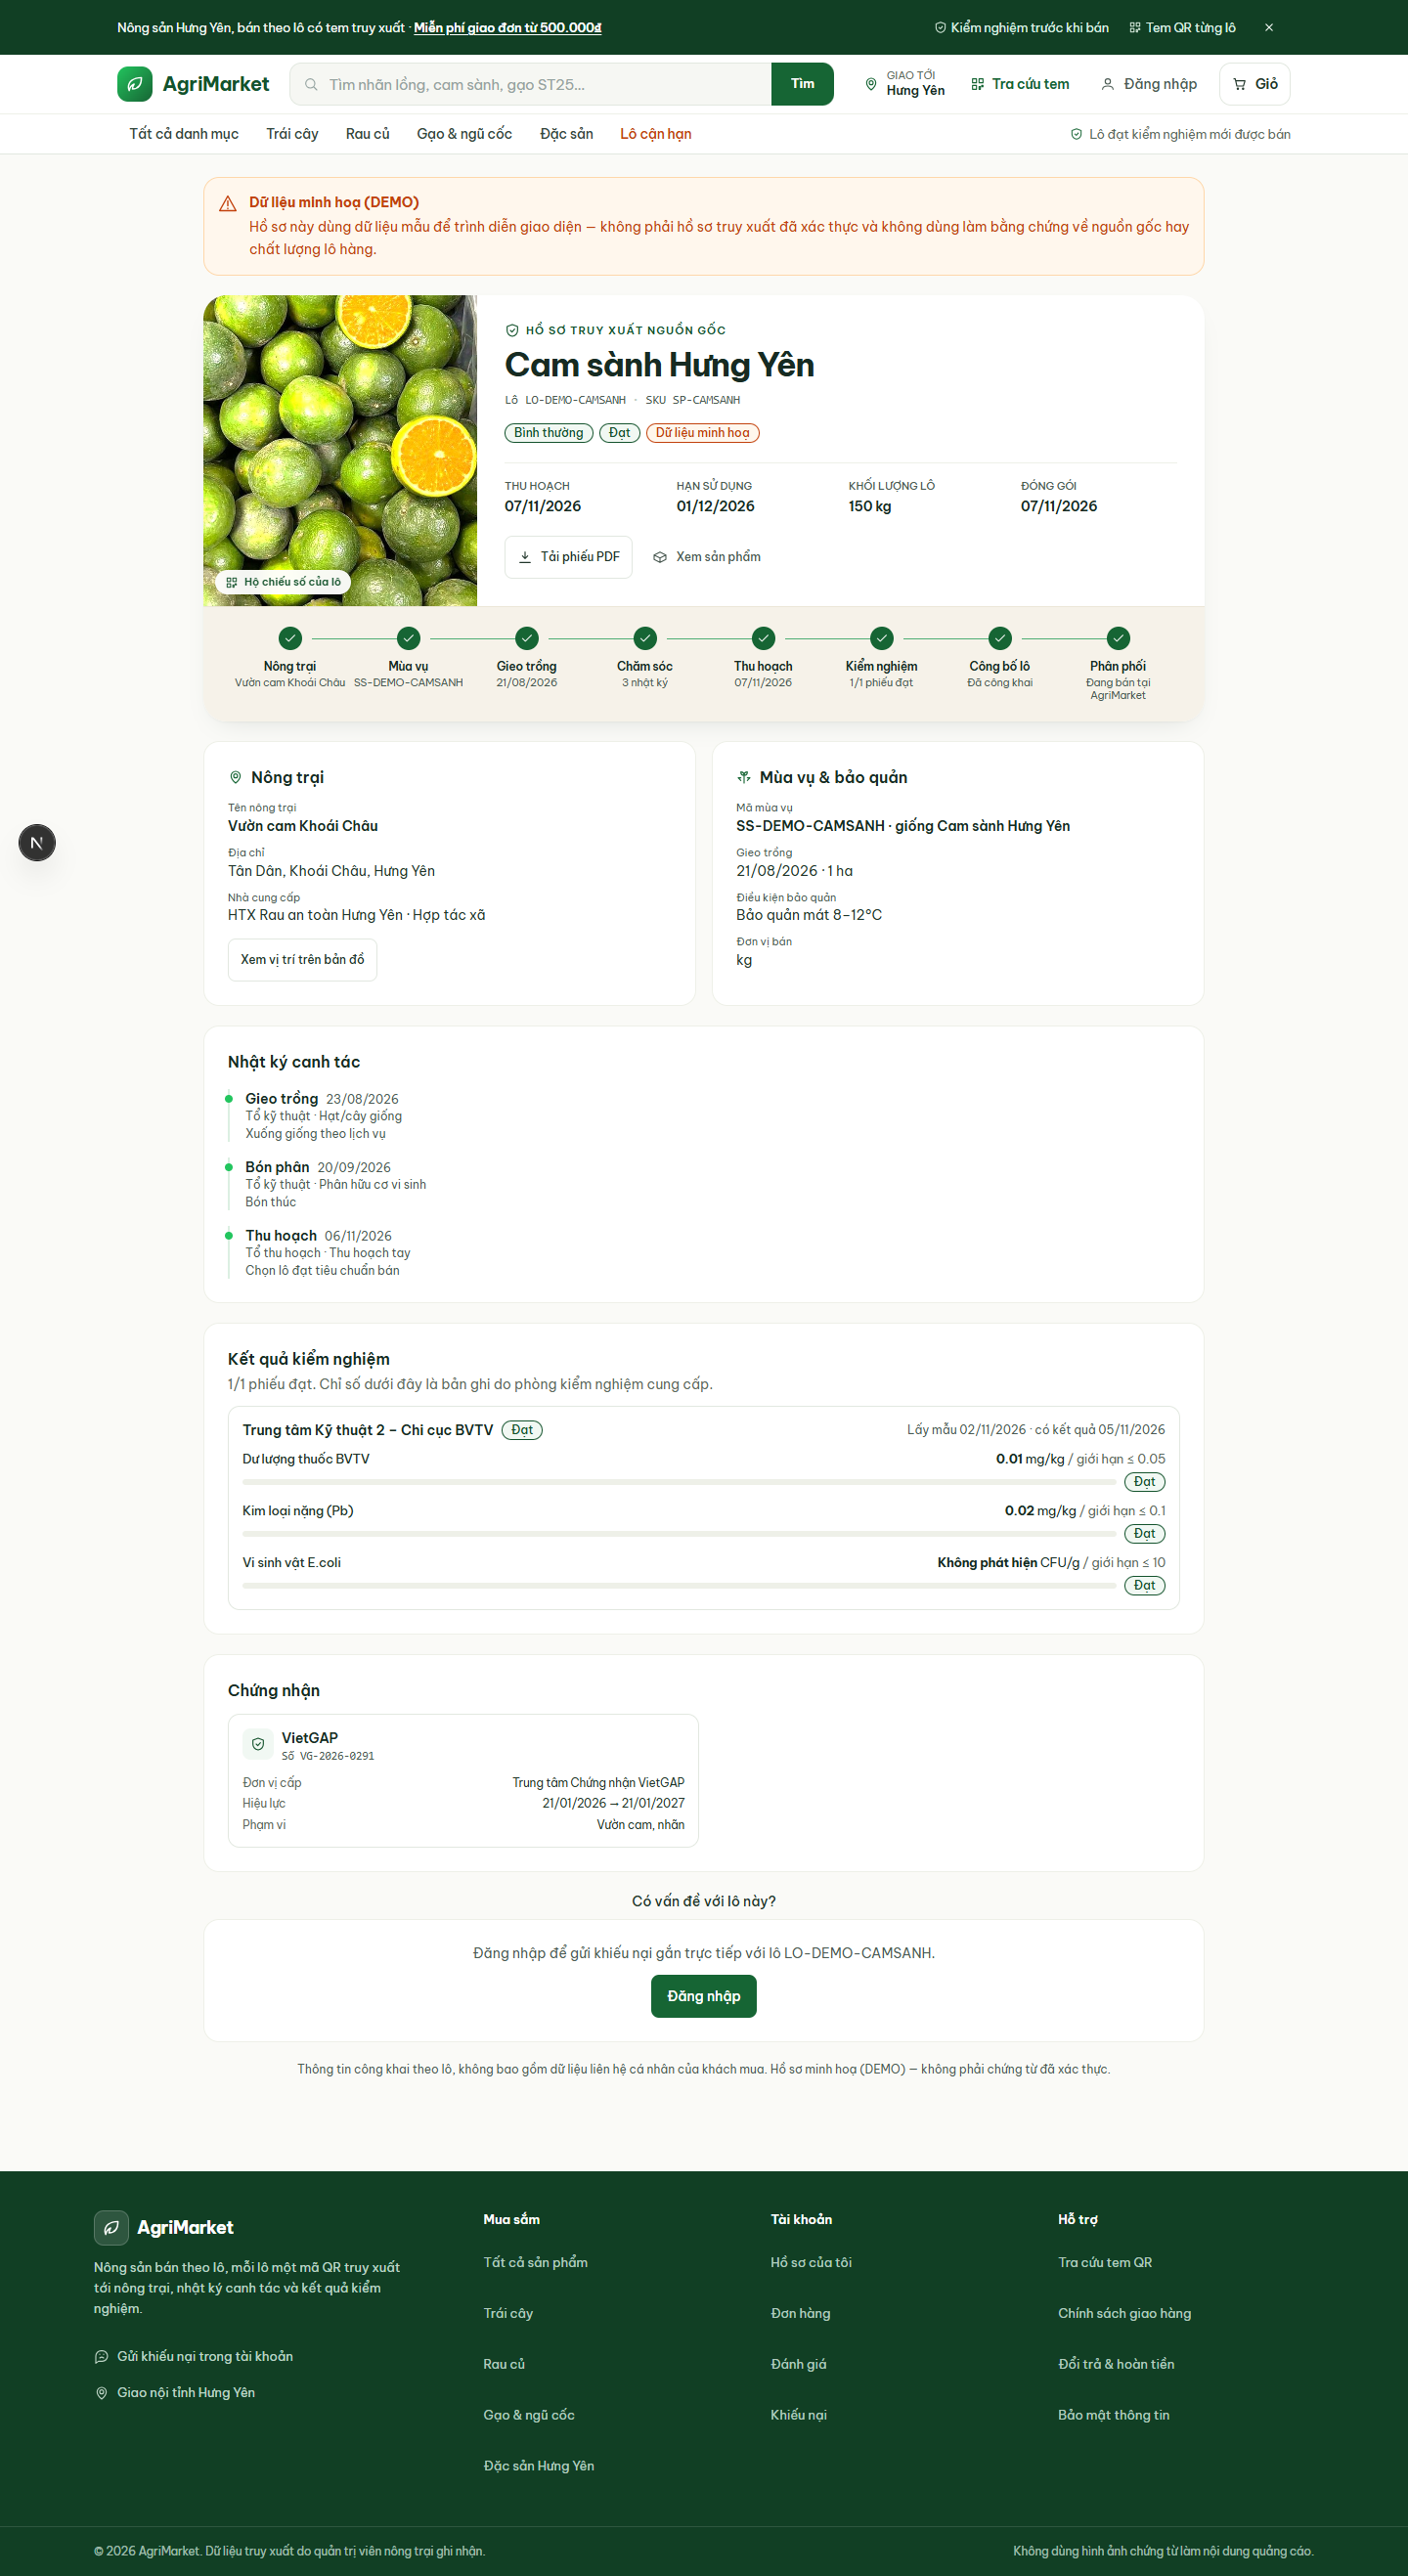 Nông sản Hưng Yên, bán theo lô có tem truy xuất · Miễn phí giao đơn từ 500.000₫
Kiểm nghiệm trước khi bán
Tem QR từng lô
AgriMarket
Tìm nhãn lồng, cam sành, gạo ST25...
Tìm
GIAO TỚI
Hưng Yên
Tra cứu tem
Đăng nhập
Giỏ
Tất cả danh mục
Trái cây
Rau củ
Gạo & ngũ cốc
Đặc sản
Lô cận hạn
Lô đạt kiểm nghiệm mới được bán
Dữ liệu minh hoạ (DEMO)
Hồ sơ này dùng dữ liệu mẫu để trình diễn giao diện — không phải hồ sơ truy xuất đã xác thực và không dùng làm bằng chứng về nguồn gốc hay
chất lượng lô hàng.
HỒ SƠ TRUY XUẤT NGUỒN GỐC
Cam sành Hưng Yên
Lô LO-DEMO-CAMSANH · SKU SP-CAMSANH
Bình thường
Đạt
Dữ liệu minh hoạ
THU HOẠCH
07/11/2026
HẠN SỬ DỤNG
01/12/2026
KHỐI LƯỢNG LÔ
150 kg
ĐÓNG GÓI
07/11/2026
Tải phiếu PDF
Xem sản phẩm
Hộ chiếu số của lô
Nông trại
Vườn cam Khoái Châu
Mùa vụ
SS-DEMO-CAMSANH
Gieo trồng
21/08/2026
Chăm sóc
3 nhật ký
Thu hoạch
07/11/2026
Kiểm nghiệm
1/1 phiếu đạt
Công bố lô
Đã công khai
Phân phối
Đang bán tại
AgriMarket
Nông trại
Tên nông trại
Vườn cam Khoái Châu
Địa chỉ
Tân Dân, Khoái Châu, Hưng Yên
Nhà cung cấp
HTX Rau an toàn Hưng Yên · Hợp tác xã
Xem vị trí trên bản đồ
Mùa vụ & bảo quản
Mã mùa vụ
SS-DEMO-CAMSANH · giống Cam sành Hưng Yên
Gieo trồng
21/08/2026 · 1 ha
Điều kiện bảo quản
Bảo quản mát 8–12°C
Đơn vị bán
kg
Nhật ký canh tác
Gieo trồng 23/08/2026
Tổ kỹ thuật · Hạt/cây giống
Xuống giống theo lịch vụ
Bón phân 20/09/2026
Tổ kỹ thuật · Phân hữu cơ vi sinh
Bón thúc
Thu hoạch 06/11/2026
Tổ thu hoạch · Thu hoạch tay
Chọn lô đạt tiêu chuẩn bán
Kết quả kiểm nghiệm
1/1 phiếu đạt. Chỉ số dưới đây là bản ghi do phòng kiểm nghiệm cung cấp.
Trung tâm Kỹ thuật 2 – Chi cục BVTV Đạt
Lấy mẫu 02/11/2026 · có kết quả 05/11/2026
Dư lượng thuốc BVTV
0.01 mg/kg / giới hạn ≤ 0.05
Đạt
Kim loại nặng (Pb)
0.02 mg/kg / giới hạn ≤ 0.1
Đạt
Vi sinh vật E.coli
Không phát hiện CFU/g / giới hạn ≤ 10
Đạt
Chứng nhận
VietGAP
Số VG-2026-0291
Đơn vị cấp
Trung tâm Chứng nhận VietGAP
Hiệu lực
21/01/2026 → 21/01/2027
Phạm vi
Vườn cam, nhãn
Có vấn đề với lô này?
Đăng nhập để gửi khiếu nại gắn trực tiếp với lô LO-DEMO-CAMSANH.
Đăng nhập
Thông tin công khai theo lô, không bao gồm dữ liệu liên hệ cá nhân của khách mua. Hồ sơ minh hoạ (DEMO) — không phải chứng từ đã xác thực.
AgriMarket
Nông sản bán theo lô, mỗi lô một mã QR truy xuất
tới nông trại, nhật ký canh tác và kết quả kiểm
nghiệm.
Gửi khiếu nại trong tài khoản
Giao nội tỉnh Hưng Yên
Mua sắm
Tất cả sản phẩm
Trái cây
Rau củ
Gạo & ngũ cốc
Đặc sản Hưng Yên
Tài khoản
Hồ sơ của tôi
Đơn hàng
Đánh giá
Khiếu nại
Hỗ trợ
Tra cứu tem QR
Chính sách giao hàng
Đổi trả & hoàn tiền
Bảo mật thông tin
© 2026 AgriMarket. Dữ liệu truy xuất do quản trị viên nông trại ghi nhận.
Không dùng hình ảnh chứng từ làm nội dung quảng cáo.